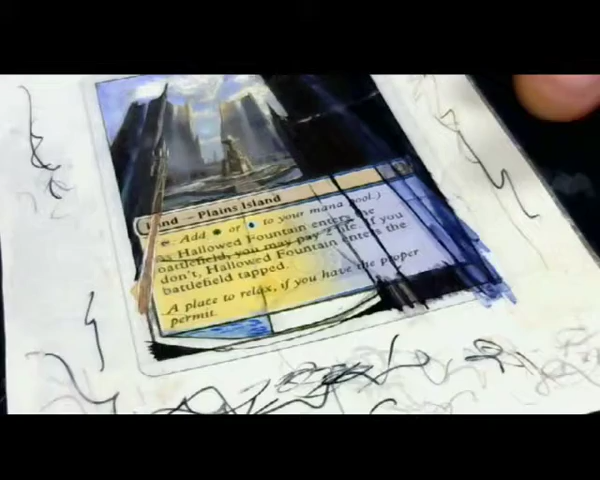 Land — Plains Island
: Add or to your mana pool.)
As Hallowed Fountain enters the
battlefield, you may pay 2 life. If you
don't, Hallowed Fountain enters the
battlefield tapped.
A place to relax, if you have the proper
permit.